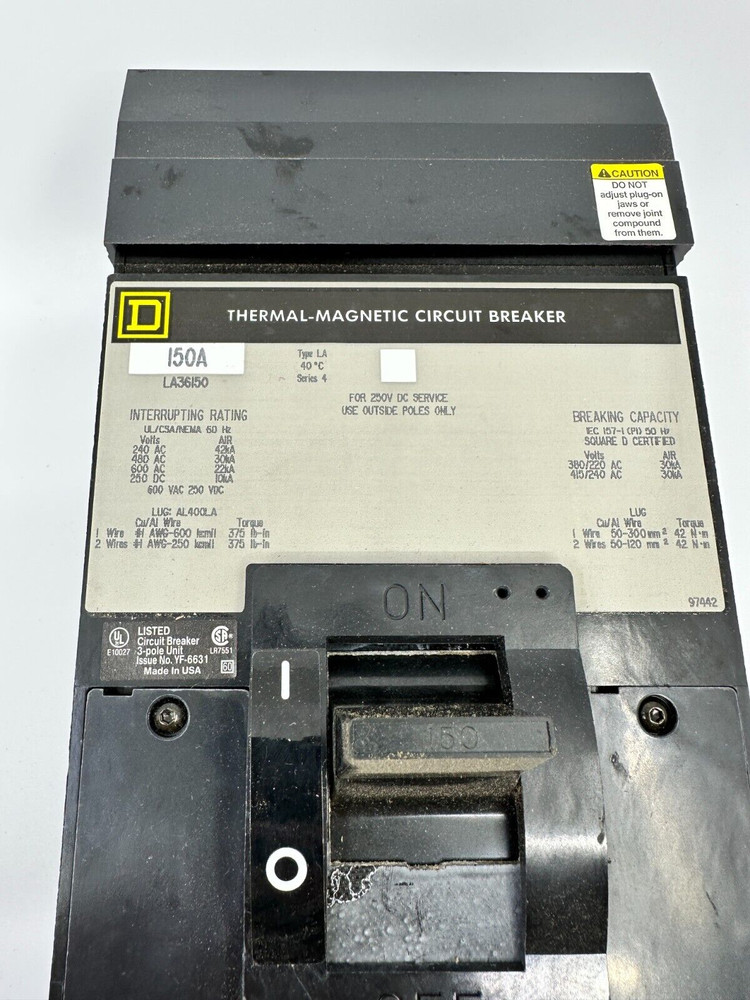 CAUTION
DO NOT
adjust plug-on
jaws or
remove joint
compound
from them.
D
THERMAL-MAGNETIC CIRCUIT BREAKER
150A
LA36150
Type LA
40 °C
Series 4
FOR 250V DC SERVICE
USE OUTSIDE POLES ONLY
INTERRUPTING RATING
UL/CSA/NEMA 60 Hz
Volts AIR
240 AC 42kA
480 AC 30kA
600 AC 22kA
250 DC 10kA
600 VAC 250 VDC
LUG: AL400LA
Cu/Al Wire Torque
1 Wire #1 AWG-600 kcmil 375 lb-in
2 Wires #1 AWG-250 kcmil 375 lb-in
BREAKING CAPACITY
IEC 157-1 (P1) 50 Hz
SQUARE D CERTIFIED
Volts AIR
380/220 AC 30kA
415/240 AC 30kA
LUG
Cu/Al Wire Torque
1 Wire 50-300 mm² 42 N·m
2 Wires 50-120 mm² 42 N·m
97442
UL
E10027
LISTED
Circuit Breaker
3-pole Unit
Issue No. YF-6631
Made in USA
SA
LR7551
60
ON
I
150
O
OFF